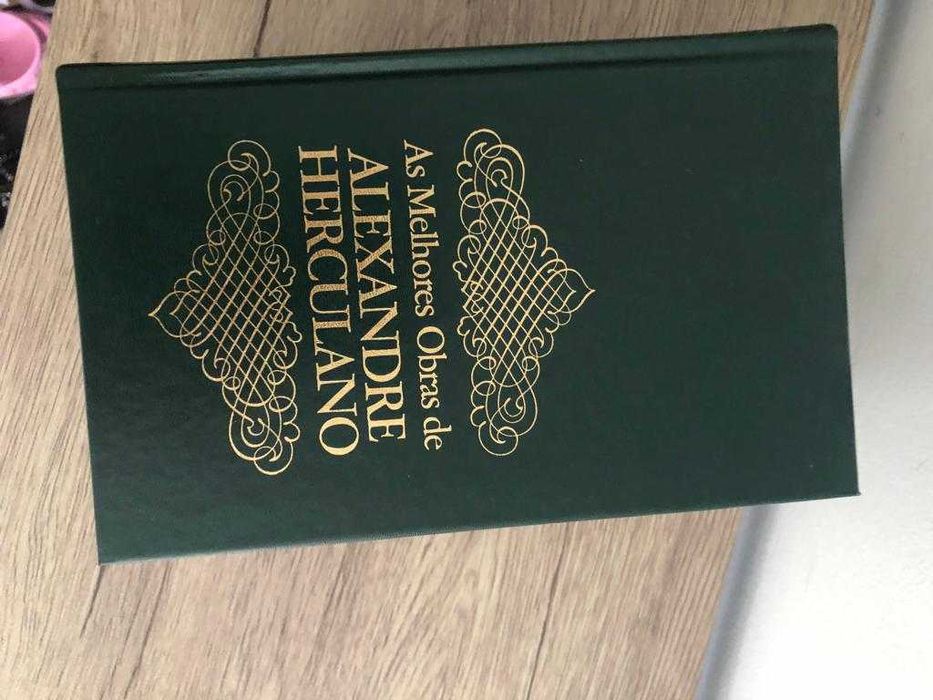 As Melhores Obras de
ALEXANDRE
HERCULANO